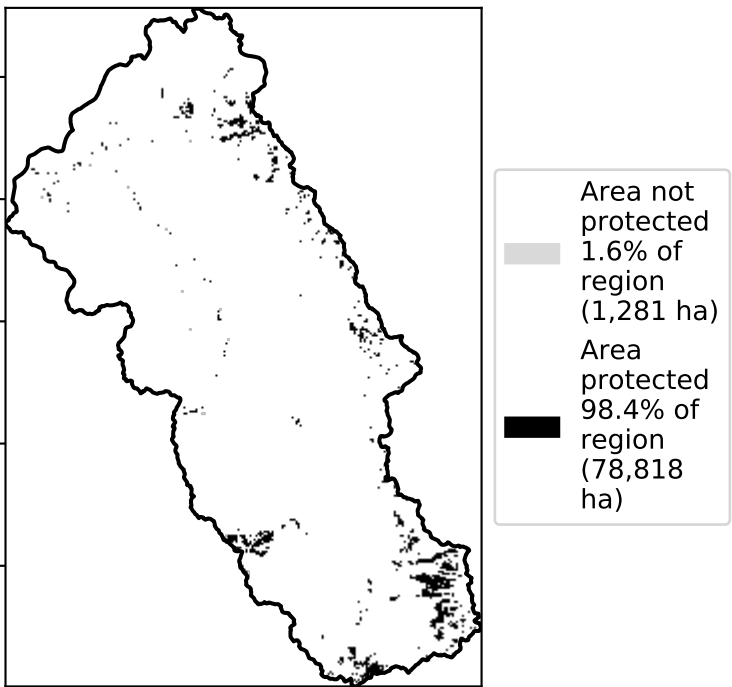 Area not
protected
1.6% of
region
(1,281 ha)
Area
protected
98.4% of
region
(78,818
ha)